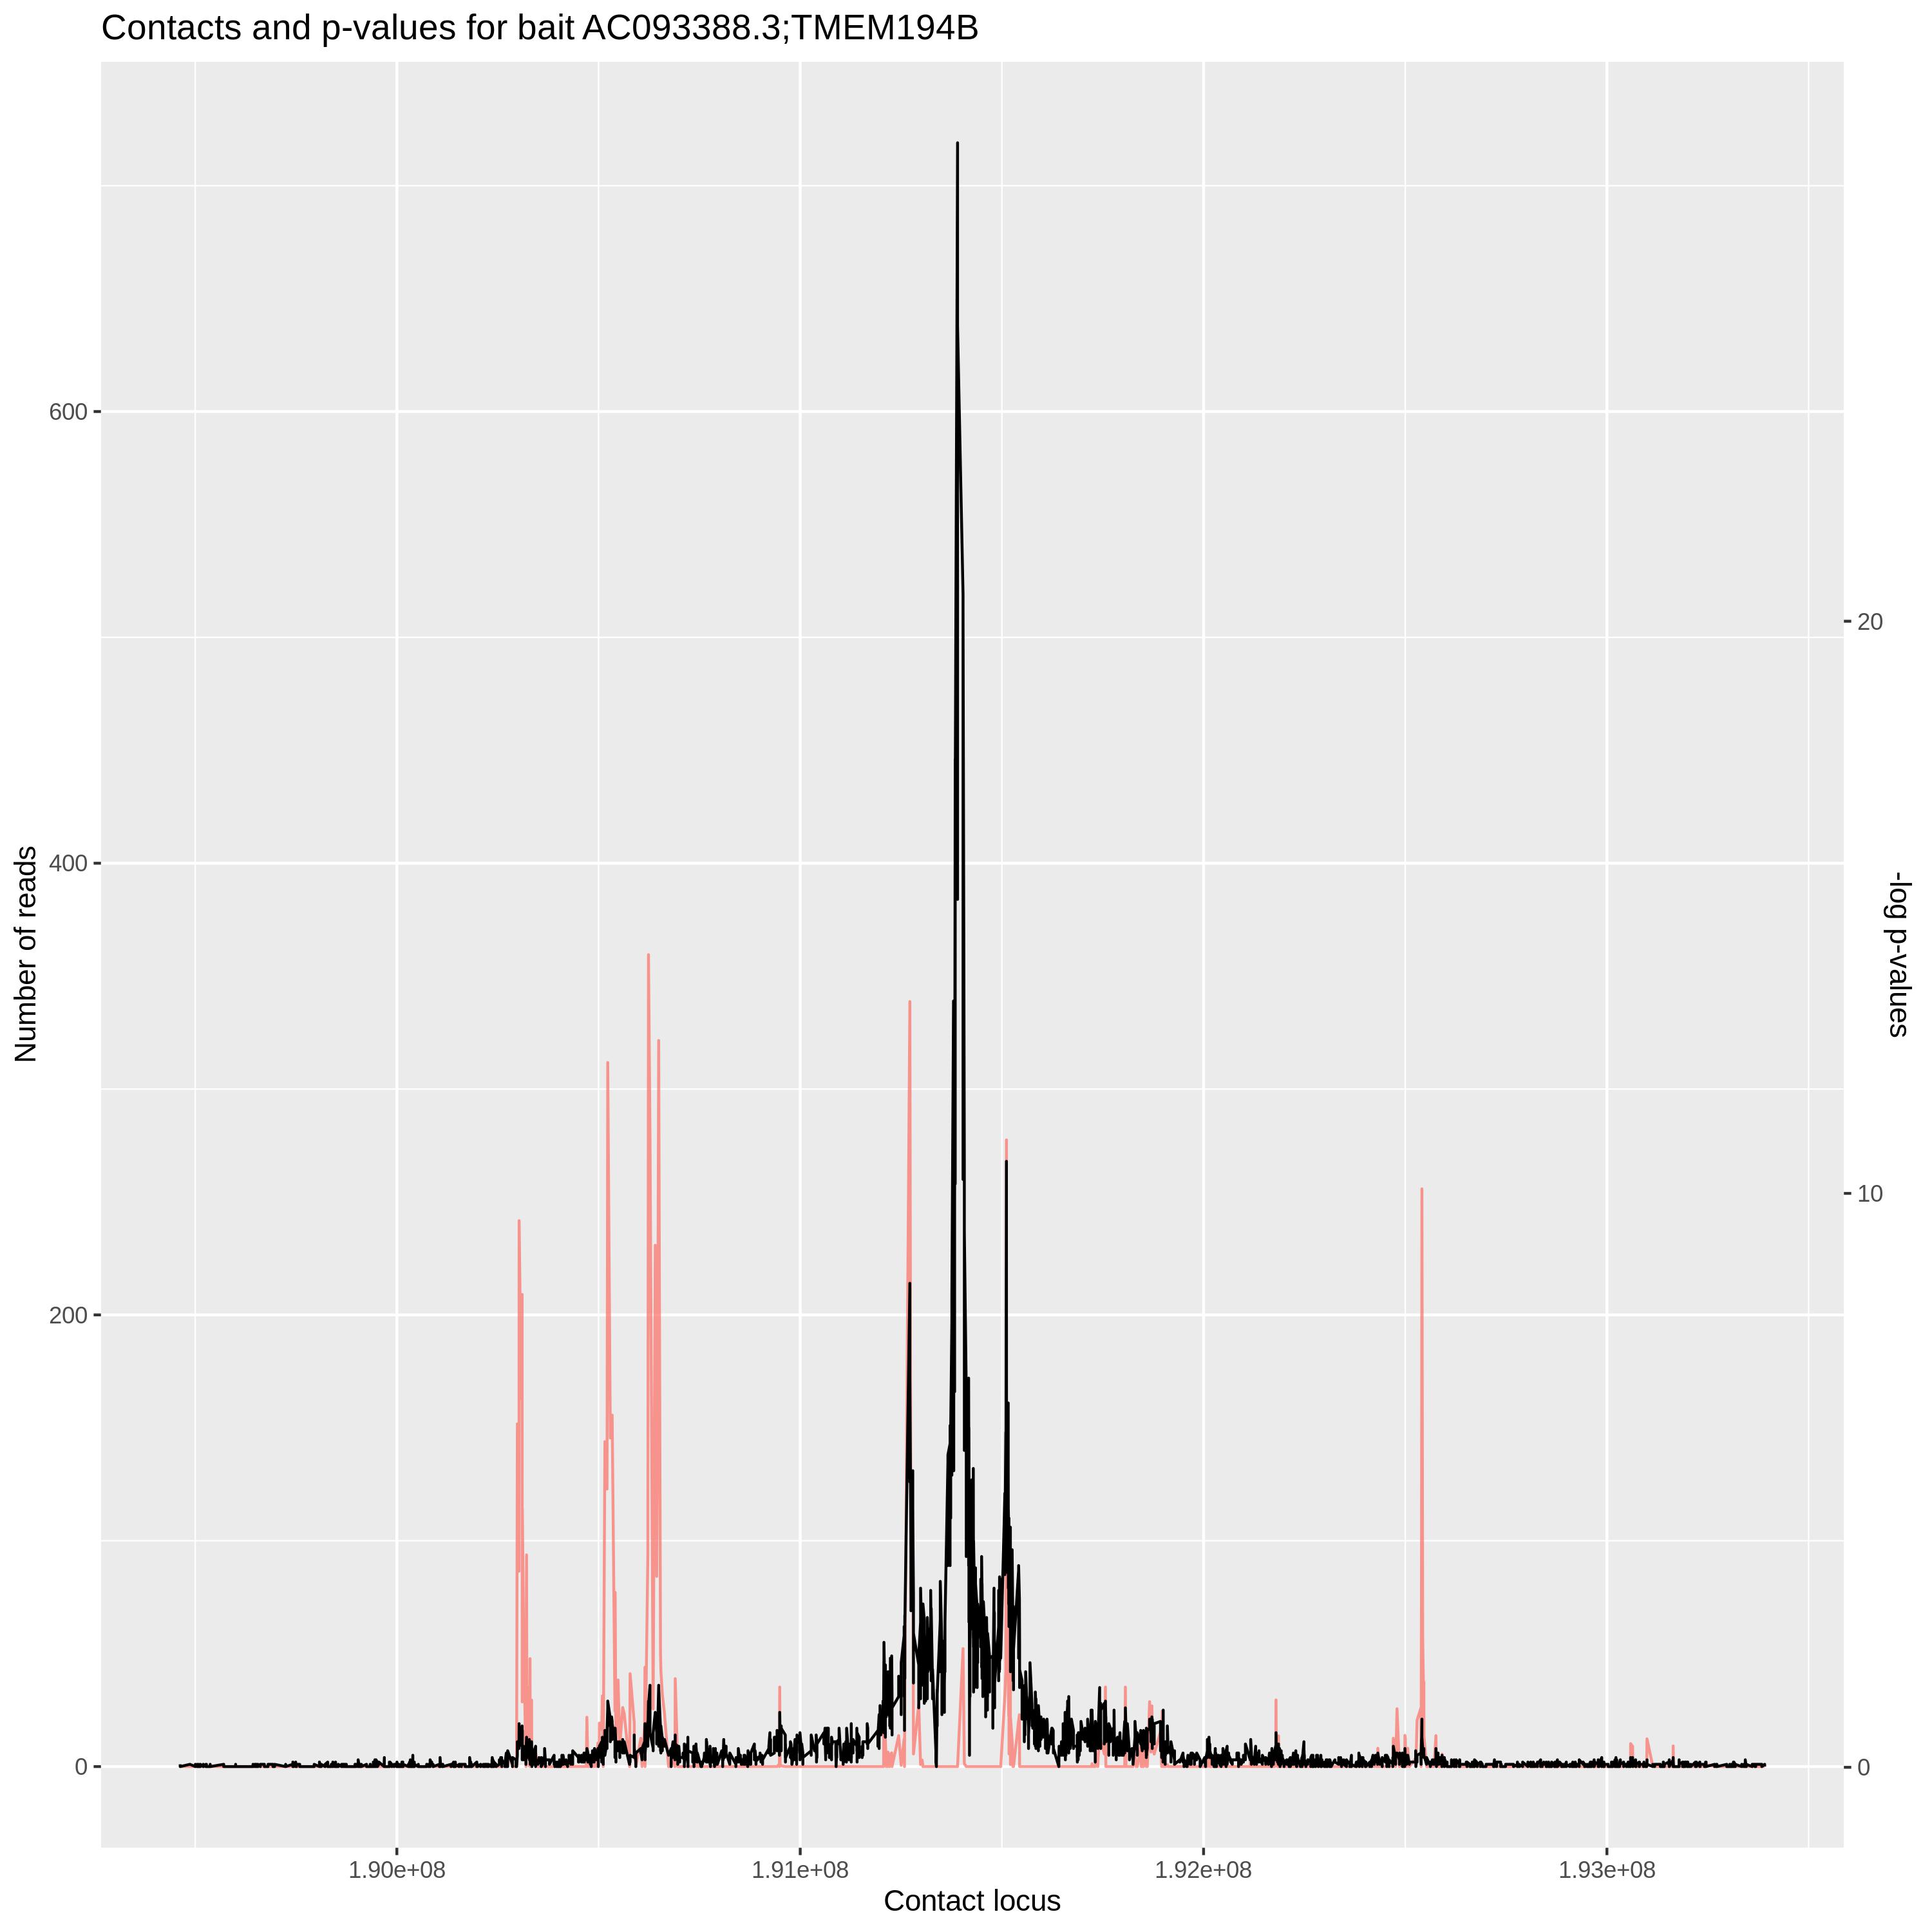 Contacts and p-values for bait AC093388.3;TMEM194B
600
400
200
0
Number of reads
20
10
0
-log p-values
1.90e+08
1.91e+08
1.92e+08
1.93e+08
Contact locus